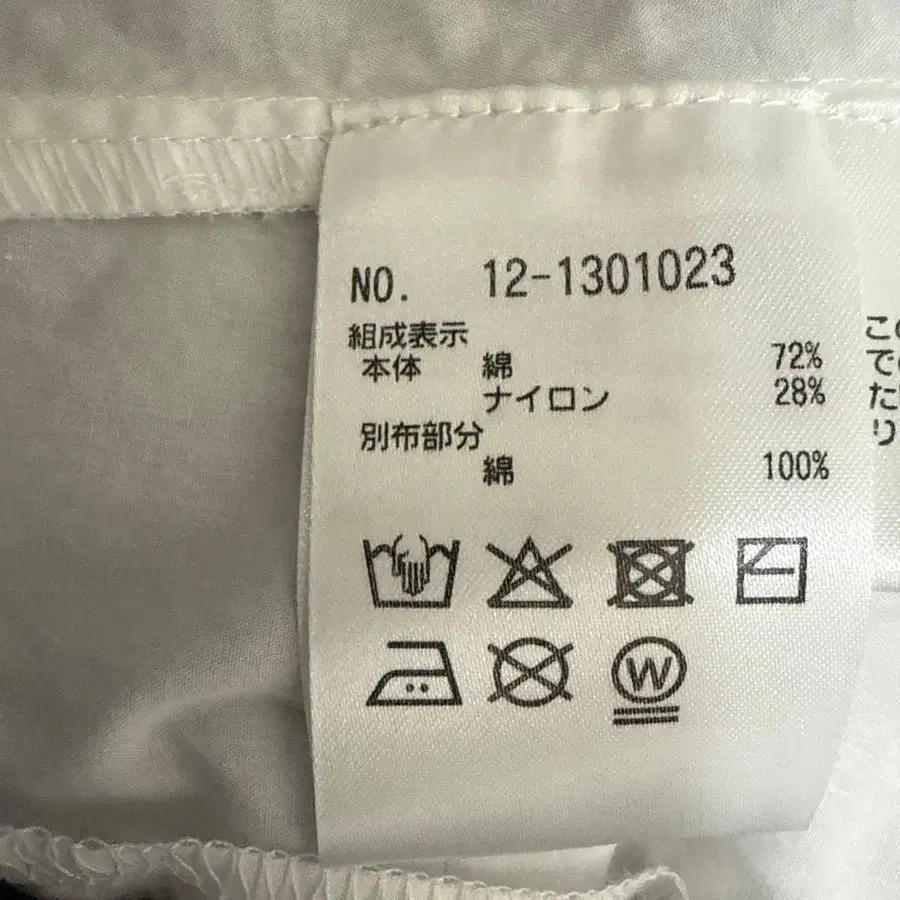 NO. 12-1301023
組成表示
本体 綿 72%
ナイロン 28%
別布部分
綿 100%
W